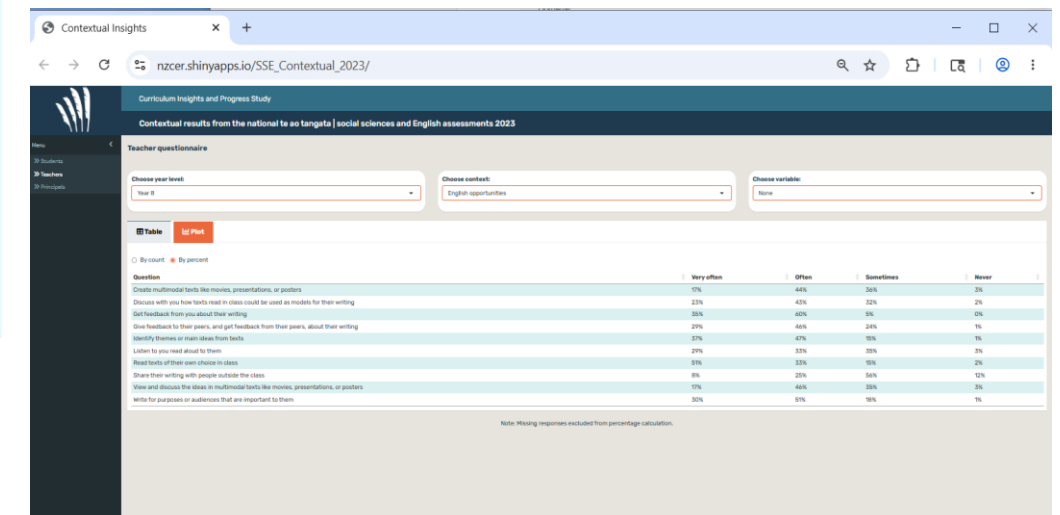 Contextual Insights
nzcer.shinyapps.io/SSE_Contextual_2023/
Curriculum Insights and Progress Study
Contextual results from the national te ao tangata | social sciences and English assessments 2023
Menu
Students
Teachers
Principals
Teacher questionnaire
Choose year level: Choose context: Choose variable:
Year 8 English opportunities None
Table Plot
By count By percent
Question Very often Often Sometimes Never
Create multimodal texts like movies, presentations, or posters 17% 44% 36% 3%
Discuss with you how texts read in class could be used as models for their writing 23% 43% 32% 2%
Get feedback from you about their writing 35% 60% 5% 0%
Give feedback to their peers, and get feedback from their peers, about their writing 29% 46% 24% 1%
Identify themes or main ideas from texts 37% 47% 15% 1%
Listen to you read aloud to them 29% 33% 35% 3%
Read texts of their own choice in class 51% 33% 15% 2%
Share their writing with people outside the class 8% 25% 56% 12%
View and discuss the ideas in multimodal texts like movies, presentations, or posters 17% 46% 35% 3%
Write for purposes or audiences that are important to them 30% 51% 18% 1%
Note: Missing responses excluded from percentage calculation.